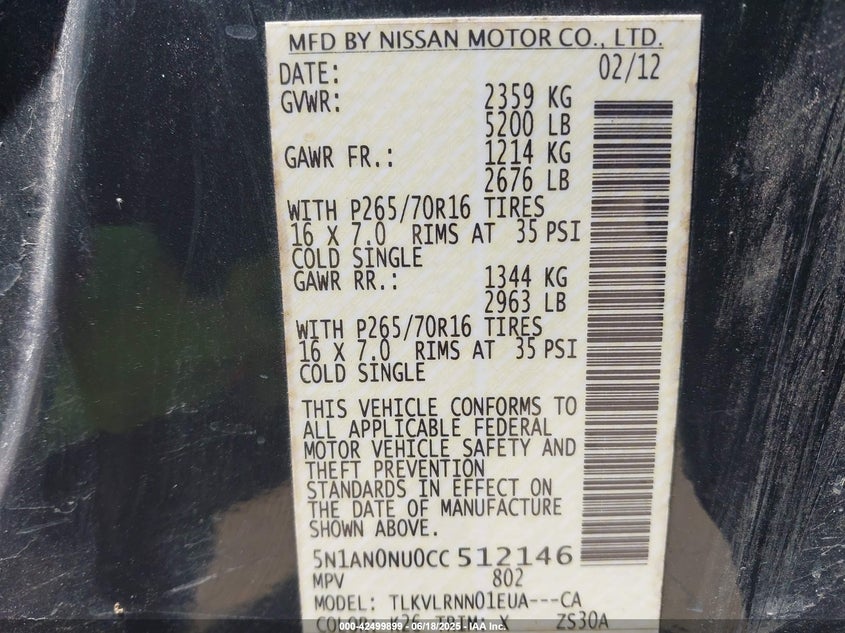 MFD BY NISSAN MOTOR CO., LTD.
DATE: 02/12
GVWR: 2359 KG
5200 LB
GAWR FR.: 1214 KG
2676 LB
WITH P265/70R16 TIRES
16 X 7.0 RIMS AT 35 PSI
COLD SINGLE
GAWR RR.: 1344 KG
2963 LB
WITH P265/70R16 TIRES
16 X 7.0 RIMS AT 35 PSI
COLD SINGLE
THIS VEHICLE CONFORMS TO
ALL APPLICABLE FEDERAL
MOTOR VEHICLE SAFETY AND
THEFT PREVENTION
STANDARDS IN EFFECT ON
THE DATE OF MANUFACTURE
SHOWN ABOVE.
5N1AN0NU0CC 512146
MPV 802
MODEL: TLKVLRNN01EUA---CA
ZS30A
000-42499899 - 06/18/2025 - IAA Inc.